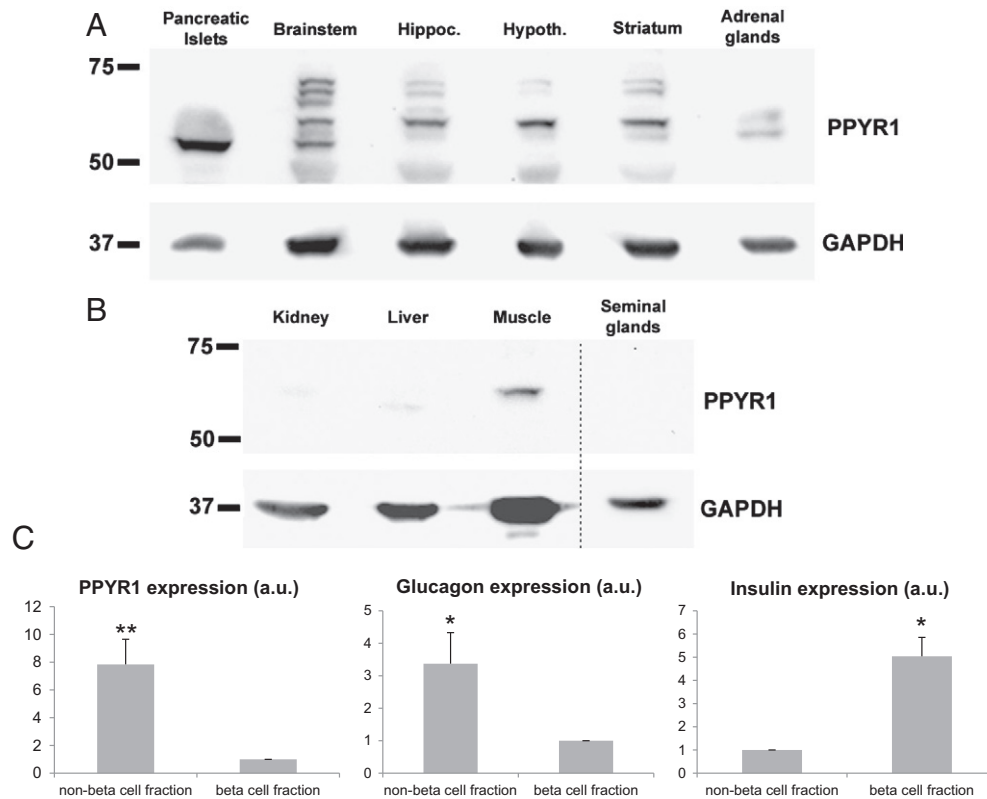 A
Pancreatic
Islets
Brainstem
Hippoc.
Hypoth.
Striatum
Adrenal
glands
75
50
PPYR1
37
GAPDH
B
Kidney
Liver
Muscle
Seminal
glands
75
50
PPYR1
37
GAPDH
C
PPYR1 expression (a.u.)
12
10
8
6
4
2
0
**
non-beta cell fraction
beta cell fraction
Glucagon expression (a.u.)
5
4
3
2
1
0
*
non-beta cell fraction
beta cell fraction
Insulin expression (a.u.)
7
6
5
4
3
2
1
0
*
non-beta cell fraction
beta cell fraction